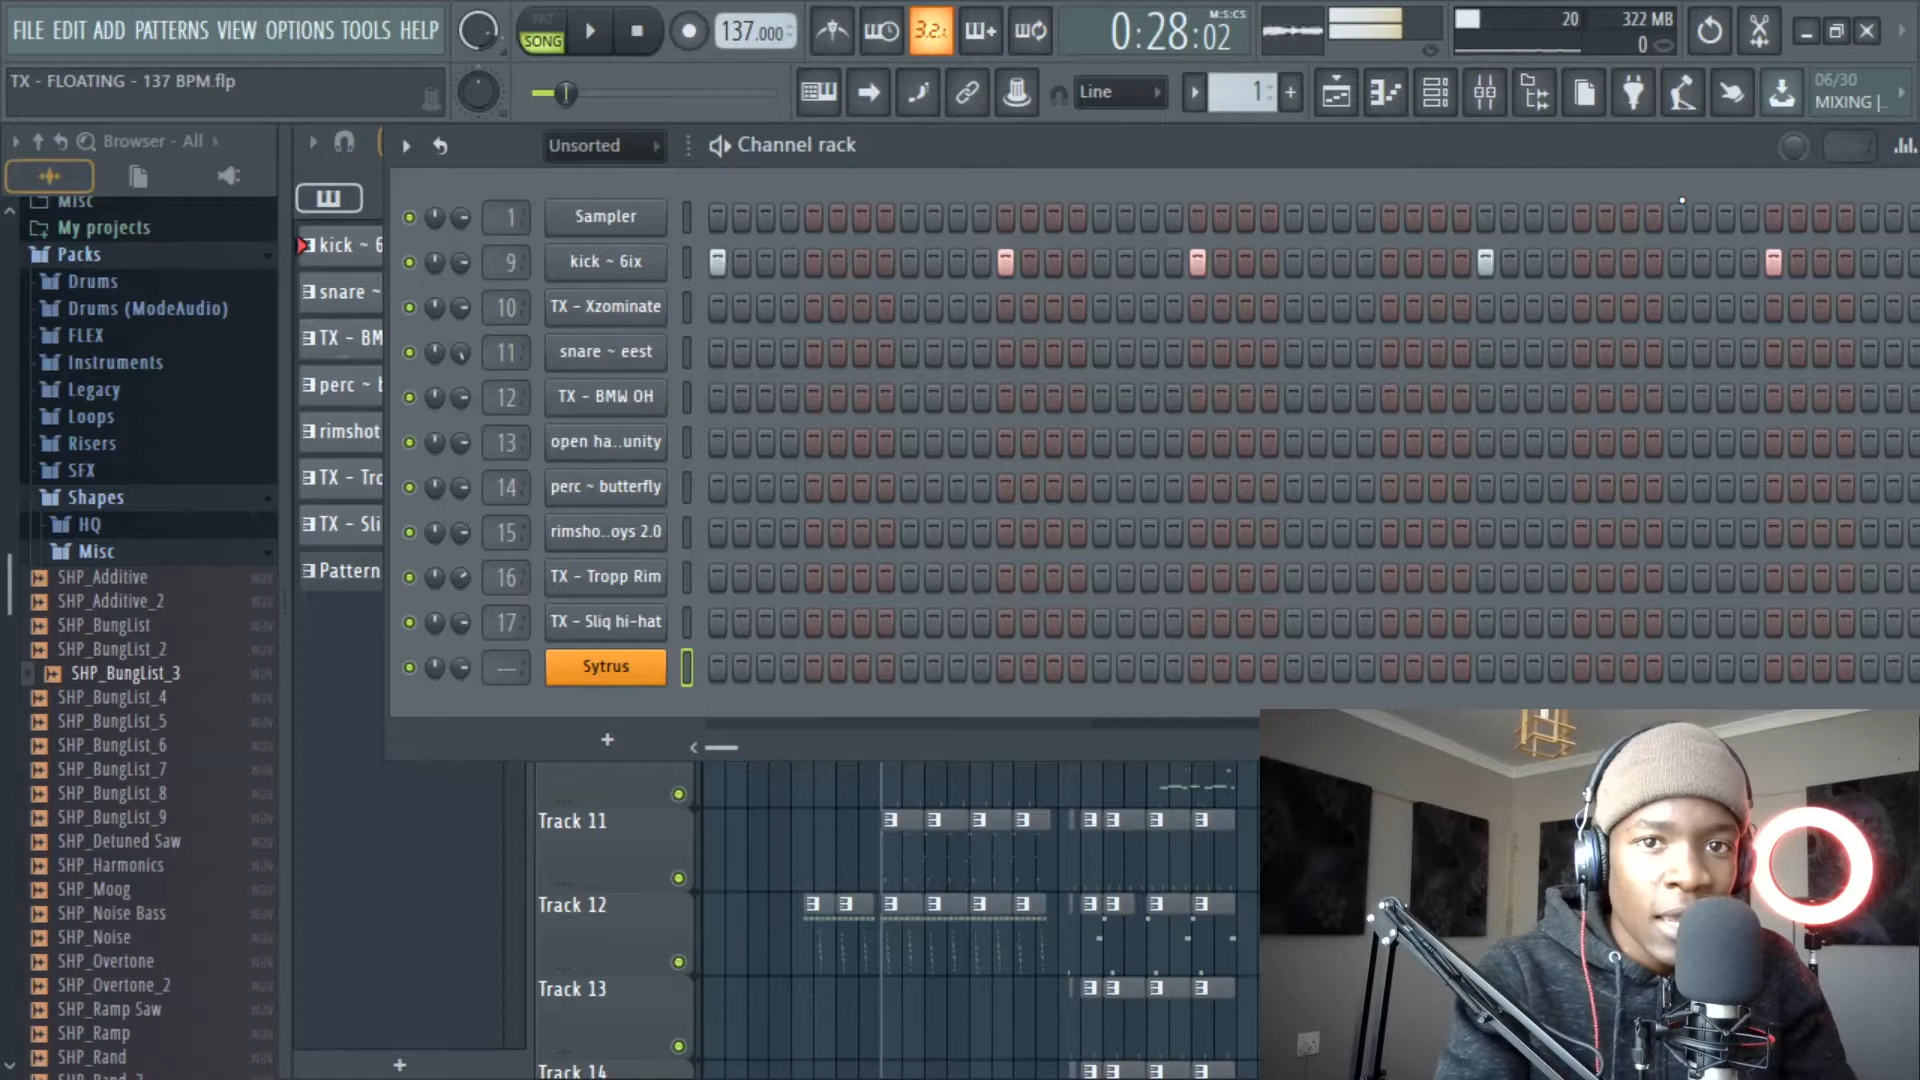 FILE EDIT ADD PATTERNS VIEW OPTIONS TOOLS HELP
PAT
SONG
137.000
3.2.
0:28:02
M:S:CS
20
322 MB
0
TX - FLOATING - 137 BPM.flp
Line
1
06/30
MIXING |.
Browser - All
Unsorted
Channel rack
Misc
My projects
Packs
Drums
Drums (ModeAudio)
FLEX
Instruments
Legacy
Loops
Risers
SFX
Shapes
HQ
Misc
SHP_Additive
SHP_Additive_2
SHP_BungList
SHP_BungList_2
SHP_BungList_3
SHP_BungList_4
SHP_BungList_5
SHP_BungList_6
SHP_BungList_7
SHP_BungList_8
SHP_BungList_9
SHP_Detuned Saw
SHP_Harmonics
SHP_Moog
SHP_Noise Bass
SHP_Noise
SHP_Overtone
SHP_Overtone_2
SHP_Ramp Saw
SHP_Ramp
SHP_Rand
kick ~ 6
snare ~
TX - BM
perc ~ b
rimshot
TX - Tro
TX - Sli
Pattern
1 Sampler
9 kick ~ 6ix
10 TX - Xzominate
11 snare ~ eest
12 TX - BMW OH
13 open ha..unity
14 perc ~ butterfly
15 rimsho..oys 2.0
16 TX - Tropp Rim
17 TX - Sliq hi-hat
--- Sytrus
Track 11
Track 12
Track 13
Track 14